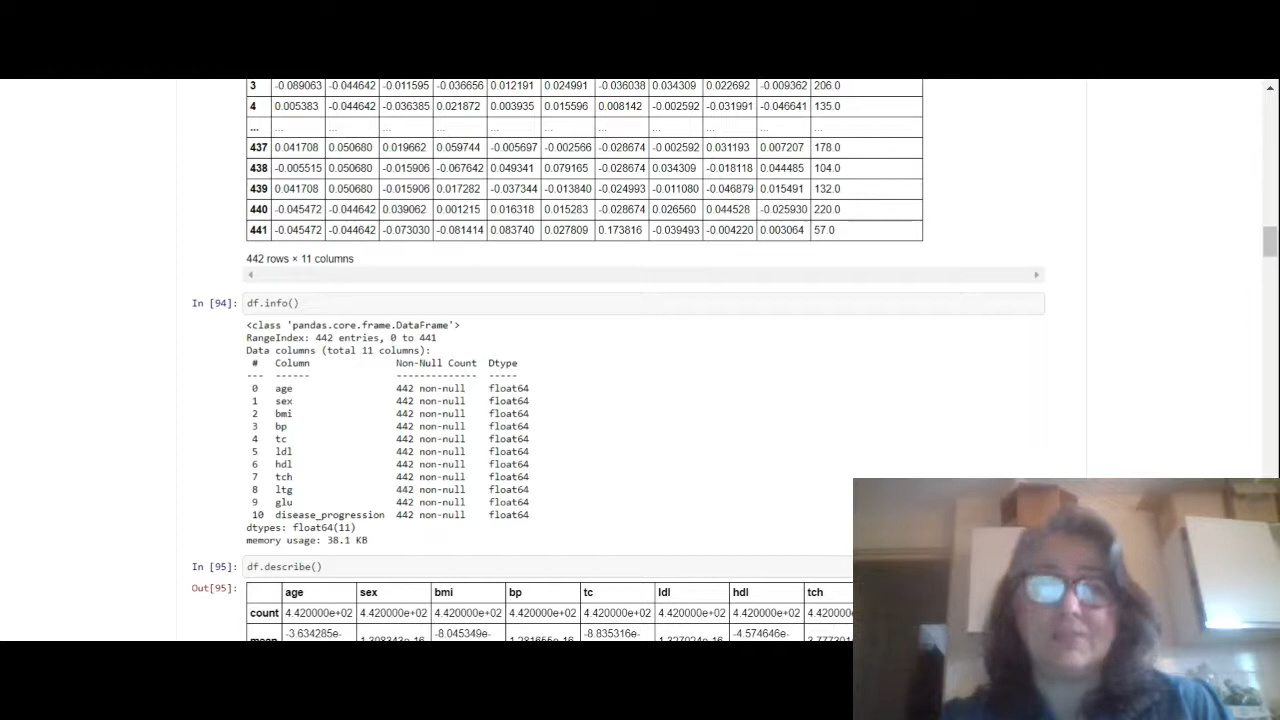 3 -0.089063 -0.044642 -0.011595 -0.036656 0.012191 0.024991 -0.036038 0.034309 0.022692 -0.009362 206.0
4 0.005383 -0.044642 -0.036385 0.021872 0.003935 0.015596 0.008142 -0.002592 -0.031991 -0.046641 135.0
... ... ... ... ... ... ... ... ... ... ... ...
437 0.041708 0.050680 0.019662 0.059744 -0.005697 -0.002566 -0.028674 -0.002592 0.031193 0.007207 178.0
438 -0.005515 0.050680 -0.015906 -0.067642 0.049341 0.079165 -0.028674 0.034309 -0.018118 0.044485 104.0
439 0.041708 0.050680 -0.015906 0.017282 -0.037344 -0.013840 -0.024993 -0.011080 -0.046879 0.015491 132.0
440 -0.045472 -0.044642 0.039062 0.001215 0.016318 0.015283 -0.028674 0.026560 0.044528 -0.025930 220.0
441 -0.045472 -0.044642 -0.073030 -0.081414 0.083740 0.027809 0.173816 -0.039493 -0.004220 0.003064 57.0
442 rows × 11 columns
In [94]: df.info()
<class 'pandas.core.frame.DataFrame'>
RangeIndex: 442 entries, 0 to 441
Data columns (total 11 columns):
# Column Non-Null Count Dtype
--- ------ -------------- -----
0 age 442 non-null float64
1 sex 442 non-null float64
2 bmi 442 non-null float64
3 bp 442 non-null float64
4 tc 442 non-null float64
5 ldl 442 non-null float64
6 hdl 442 non-null float64
7 tch 442 non-null float64
8 ltg 442 non-null float64
9 glu 442 non-null float64
10 disease_progression 442 non-null float64
dtypes: float64(11)
memory usage: 38.1 KB
In [95]: df.describe()
Out[95]: age sex bmi bp tc ldl hdl tch
count 4.420000e+02 4.420000e+02 4.420000e+02 4.420000e+02 4.420000e+02 4.420000e+02 4.420000e+02 4.420000
-3.634285e- -8.045349e- -8.835316e- -4.574646e-
mean